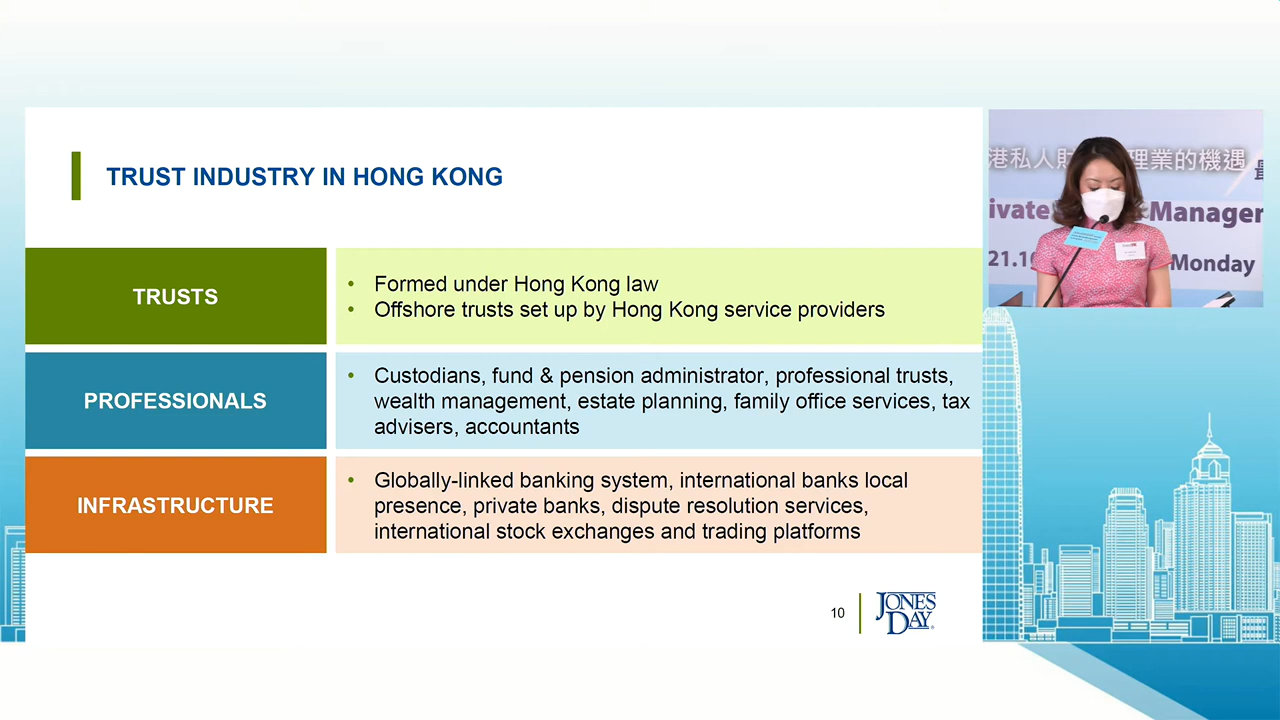 TRUST INDUSTRY IN HONG KONG
TRUSTS
• Formed under Hong Kong law
• Offshore trusts set up by Hong Kong service providers
PROFESSIONALS
• Custodians, fund & pension administrator, professional trusts,
wealth management, estate planning, family office services, tax
advisers, accountants
INFRASTRUCTURE
• Globally-linked banking system, international banks local
presence, private banks, dispute resolution services,
international stock exchanges and trading platforms
10
JONES
DAY
港私人財 理業的機遇
ivate Manager
21.1 Monday